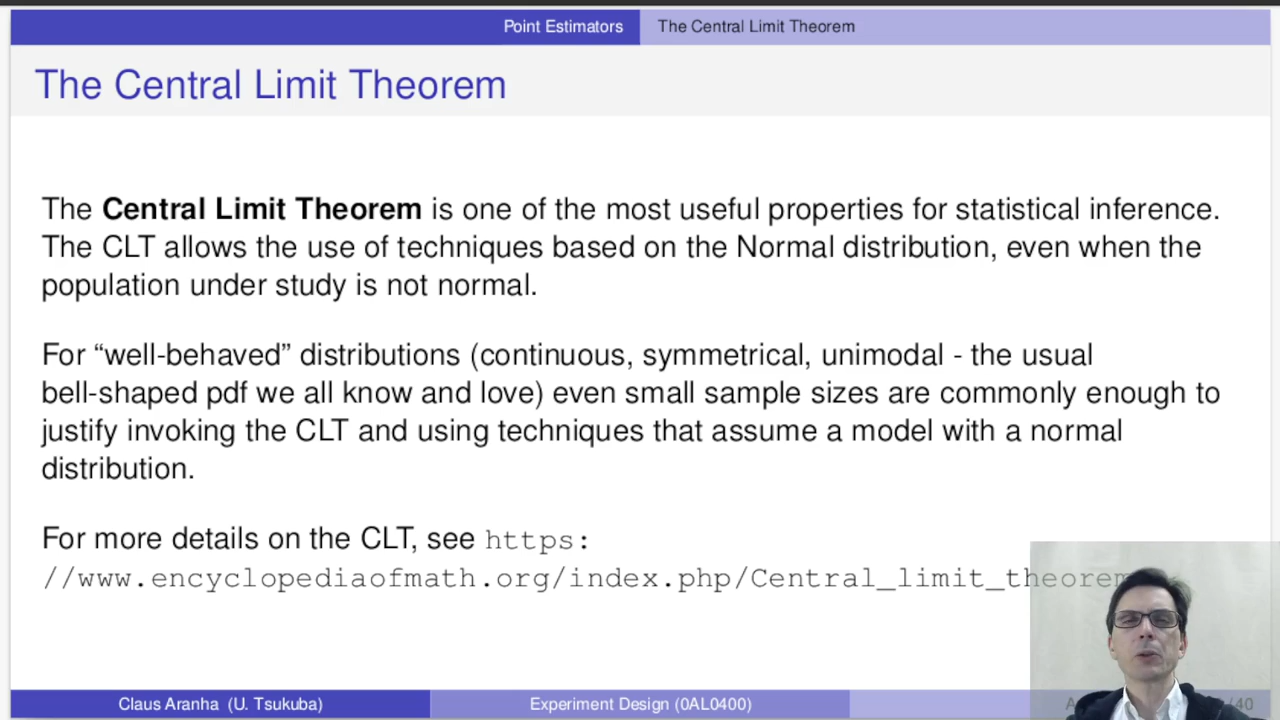 Point Estimators The Central Limit Theorem
The Central Limit Theorem
The Central Limit Theorem is one of the most useful properties for statistical inference.
The CLT allows the use of techniques based on the Normal distribution, even when the
population under study is not normal.
For “well-behaved” distributions (continuous, symmetrical, unimodal - the usual
bell-shaped pdf we all know and love) even small sample sizes are commonly enough to
justify invoking the CLT and using techniques that assume a model with a normal
distribution.
For more details on the CLT, see https:
//www.encyclopediaofmath.org/index.php/Central_limit_theorem
Claus Aranha (U. Tsukuba) Experiment Design (0AL0400) /40